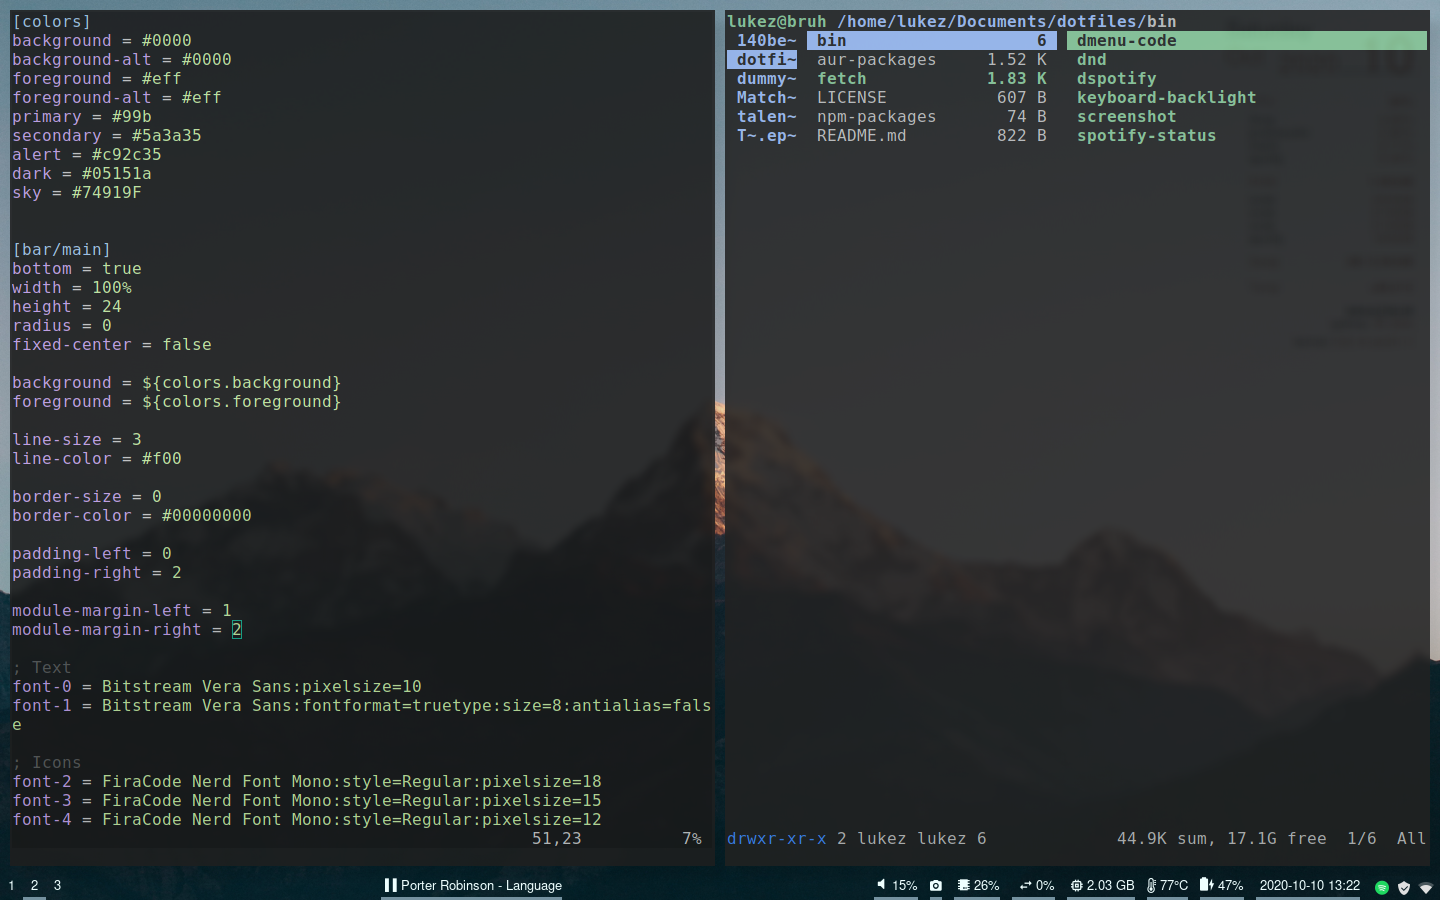 [colors]
background = #0000
background-alt = #0000
foreground = #eff
foreground-alt = #eff
primary = #99b
secondary = #5a3a35
alert = #c92c35
dark = #05151a
sky = #74919F
[bar/main]
bottom = true
width = 100%
height = 24
radius = 0
fixed-center = false
background = ${colors.background}
foreground = ${colors.foreground}
line-size = 3
line-color = #f00
border-size = 0
border-color = #00000000
padding-left = 0
padding-right = 2
module-margin-left = 1
module-margin-right = 2
; Text
font-0 = Bitstream Vera Sans:pixelsize=10
font-1 = Bitstream Vera Sans:fontformat=truetype:size=8:antialias=fals
e
; Icons
font-2 = FiraCode Nerd Font Mono:style=Regular:pixelsize=18
font-3 = FiraCode Nerd Font Mono:style=Regular:pixelsize=15
font-4 = FiraCode Nerd Font Mono:style=Regular:pixelsize=12
51,23 7%
lukez@bruh /home/lukez/Documents/dotfiles/bin
140be~ bin 6 dmenu-code
dotfi~ aur-packages 1.52 K dnd
dummy~ fetch 1.83 K dspotify
Match~ LICENSE 607 B keyboard-backlight
talen~ npm-packages 74 B screenshot
T~.ep~ README.md 822 B spotify-status
drwxr-xr-x 2 lukez lukez 6 44.9K sum, 17.1G free 1/6 All
1 2 3 Porter Robinson - Language 15% 26% 0% 2.03 GB 77°C 47% 2020-10-10 13:22